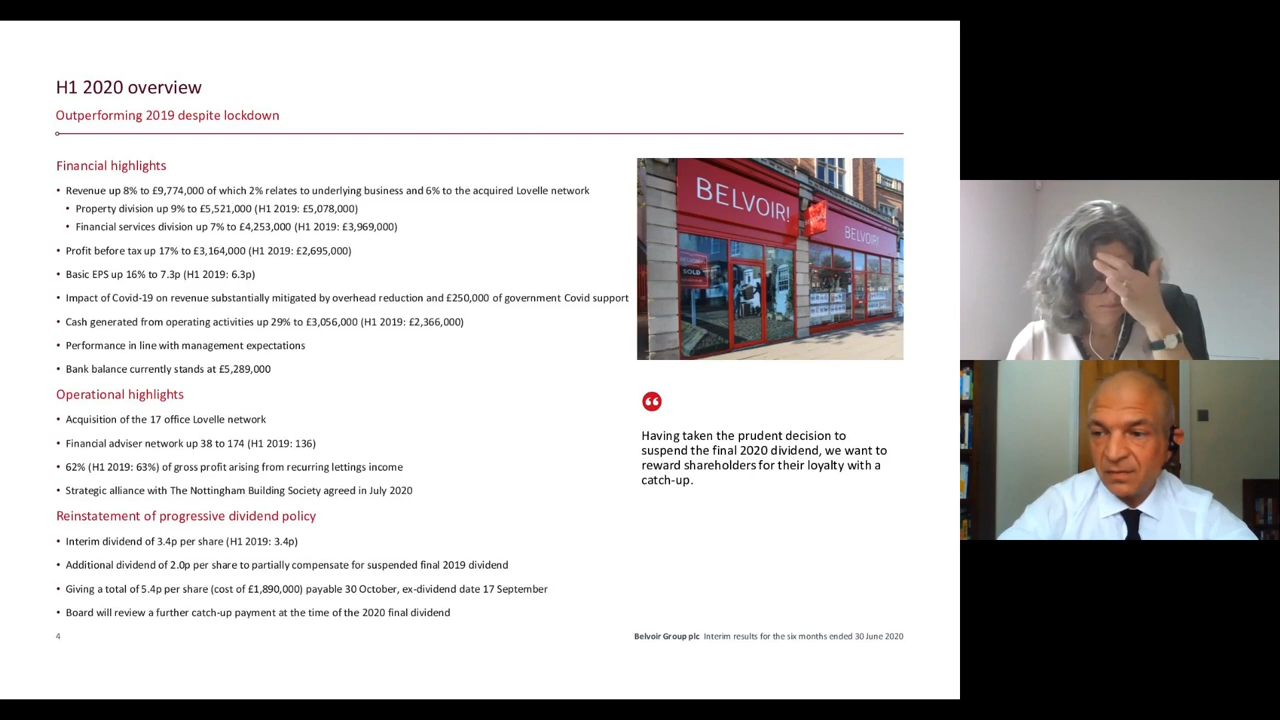 H1 2020 overview
Outperforming 2019 despite lockdown
Financial highlights
• Revenue up 8% to £9,774,000 of which 2% relates to underlying business and 6% to the acquired Lovelle network
• Property division up 9% to £5,521,000 (H1 2019: £5,078,000)
• Financial services division up 7% to £4,253,000 (H1 2019: £3,969,000)
• Profit before tax up 17% to £3,164,000 (H1 2019: £2,695,000)
• Basic EPS up 16% to 7.3p (H1 2019: 6.3p)
• Impact of Covid-19 on revenue substantially mitigated by overhead reduction and £250,000 of government Covid support
• Cash generated from operating activities up 29% to £3,056,000 (H1 2019: £2,366,000)
• Performance in line with management expectations
• Bank balance currently stands at £5,289,000
Operational highlights
• Acquisition of the 17 office Lovelle network
• Financial adviser network up 38 to 174 (H1 2019: 136)
• 62% (H1 2019: 63%) of gross profit arising from recurring lettings income
• Strategic alliance with The Nottingham Building Society agreed in July 2020
Reinstatement of progressive dividend policy
• Interim dividend of 3.4p per share (H1 2019: 3.4p)
• Additional dividend of 2.0p per share to partially compensate for suspended final 2019 dividend
• Giving a total of 5.4p per share (cost of £1,890,000) payable 30 October, ex-dividend date 17 September
• Board will review a further catch-up payment at the time of the 2020 final dividend
BELVOIR!
BELVOIR!
SOLD
Having taken the prudent decision to
suspend the final 2020 dividend, we want to
reward shareholders for their loyalty with a
catch-up.
4
Belvoir Group plc Interim results for the six months ended 30 June 2020